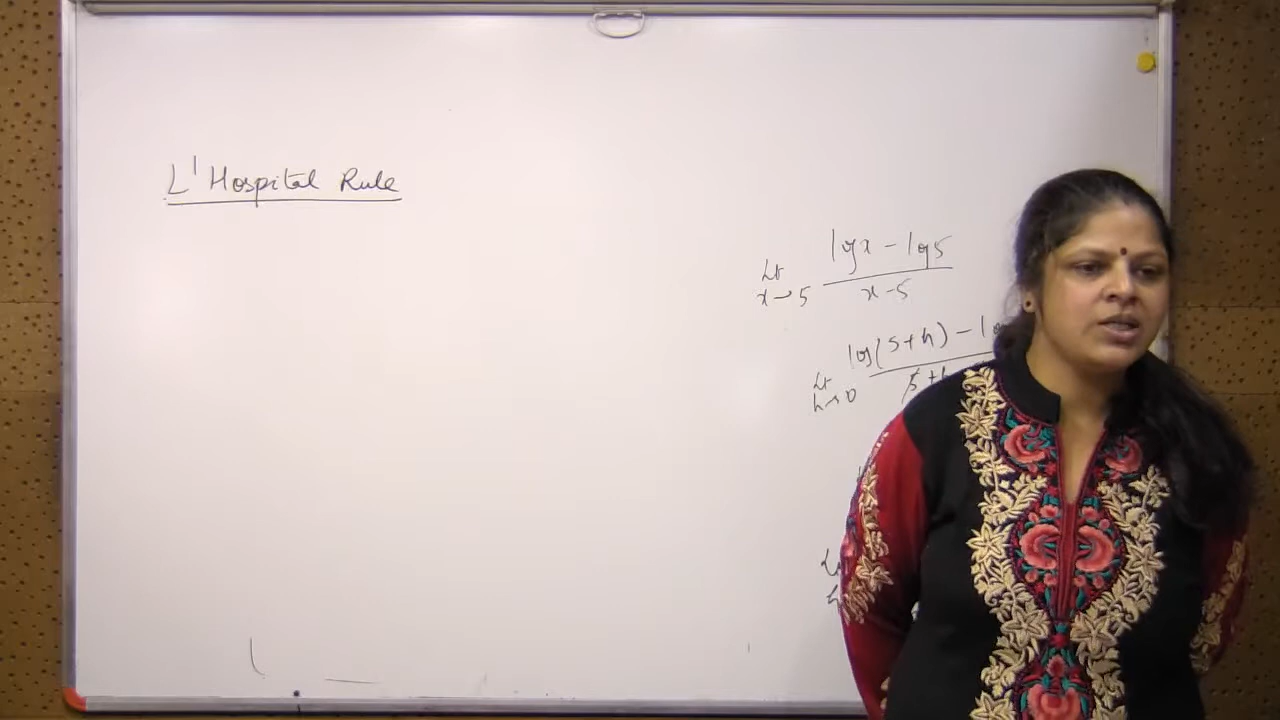 L'Hospital Rule
Lt x→5 (log x - log 5)/(x-5)
Lt h→0 (log(5+h) -